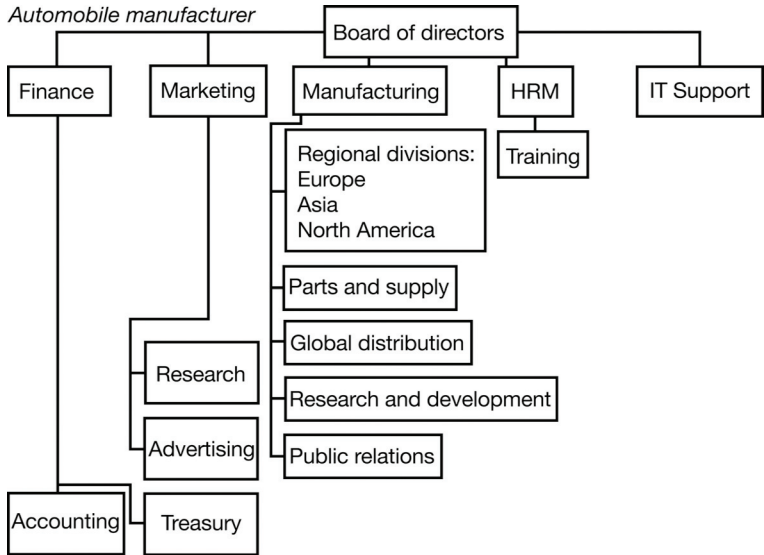 Automobile manufacturer
Board of directors
Finance
Marketing
Manufacturing
HRM
IT Support
Regional divisions:
Europe
Asia
North America
Training
Parts and supply
Global distribution
Research
Research and development
Advertising
Public relations
Accounting
Treasury